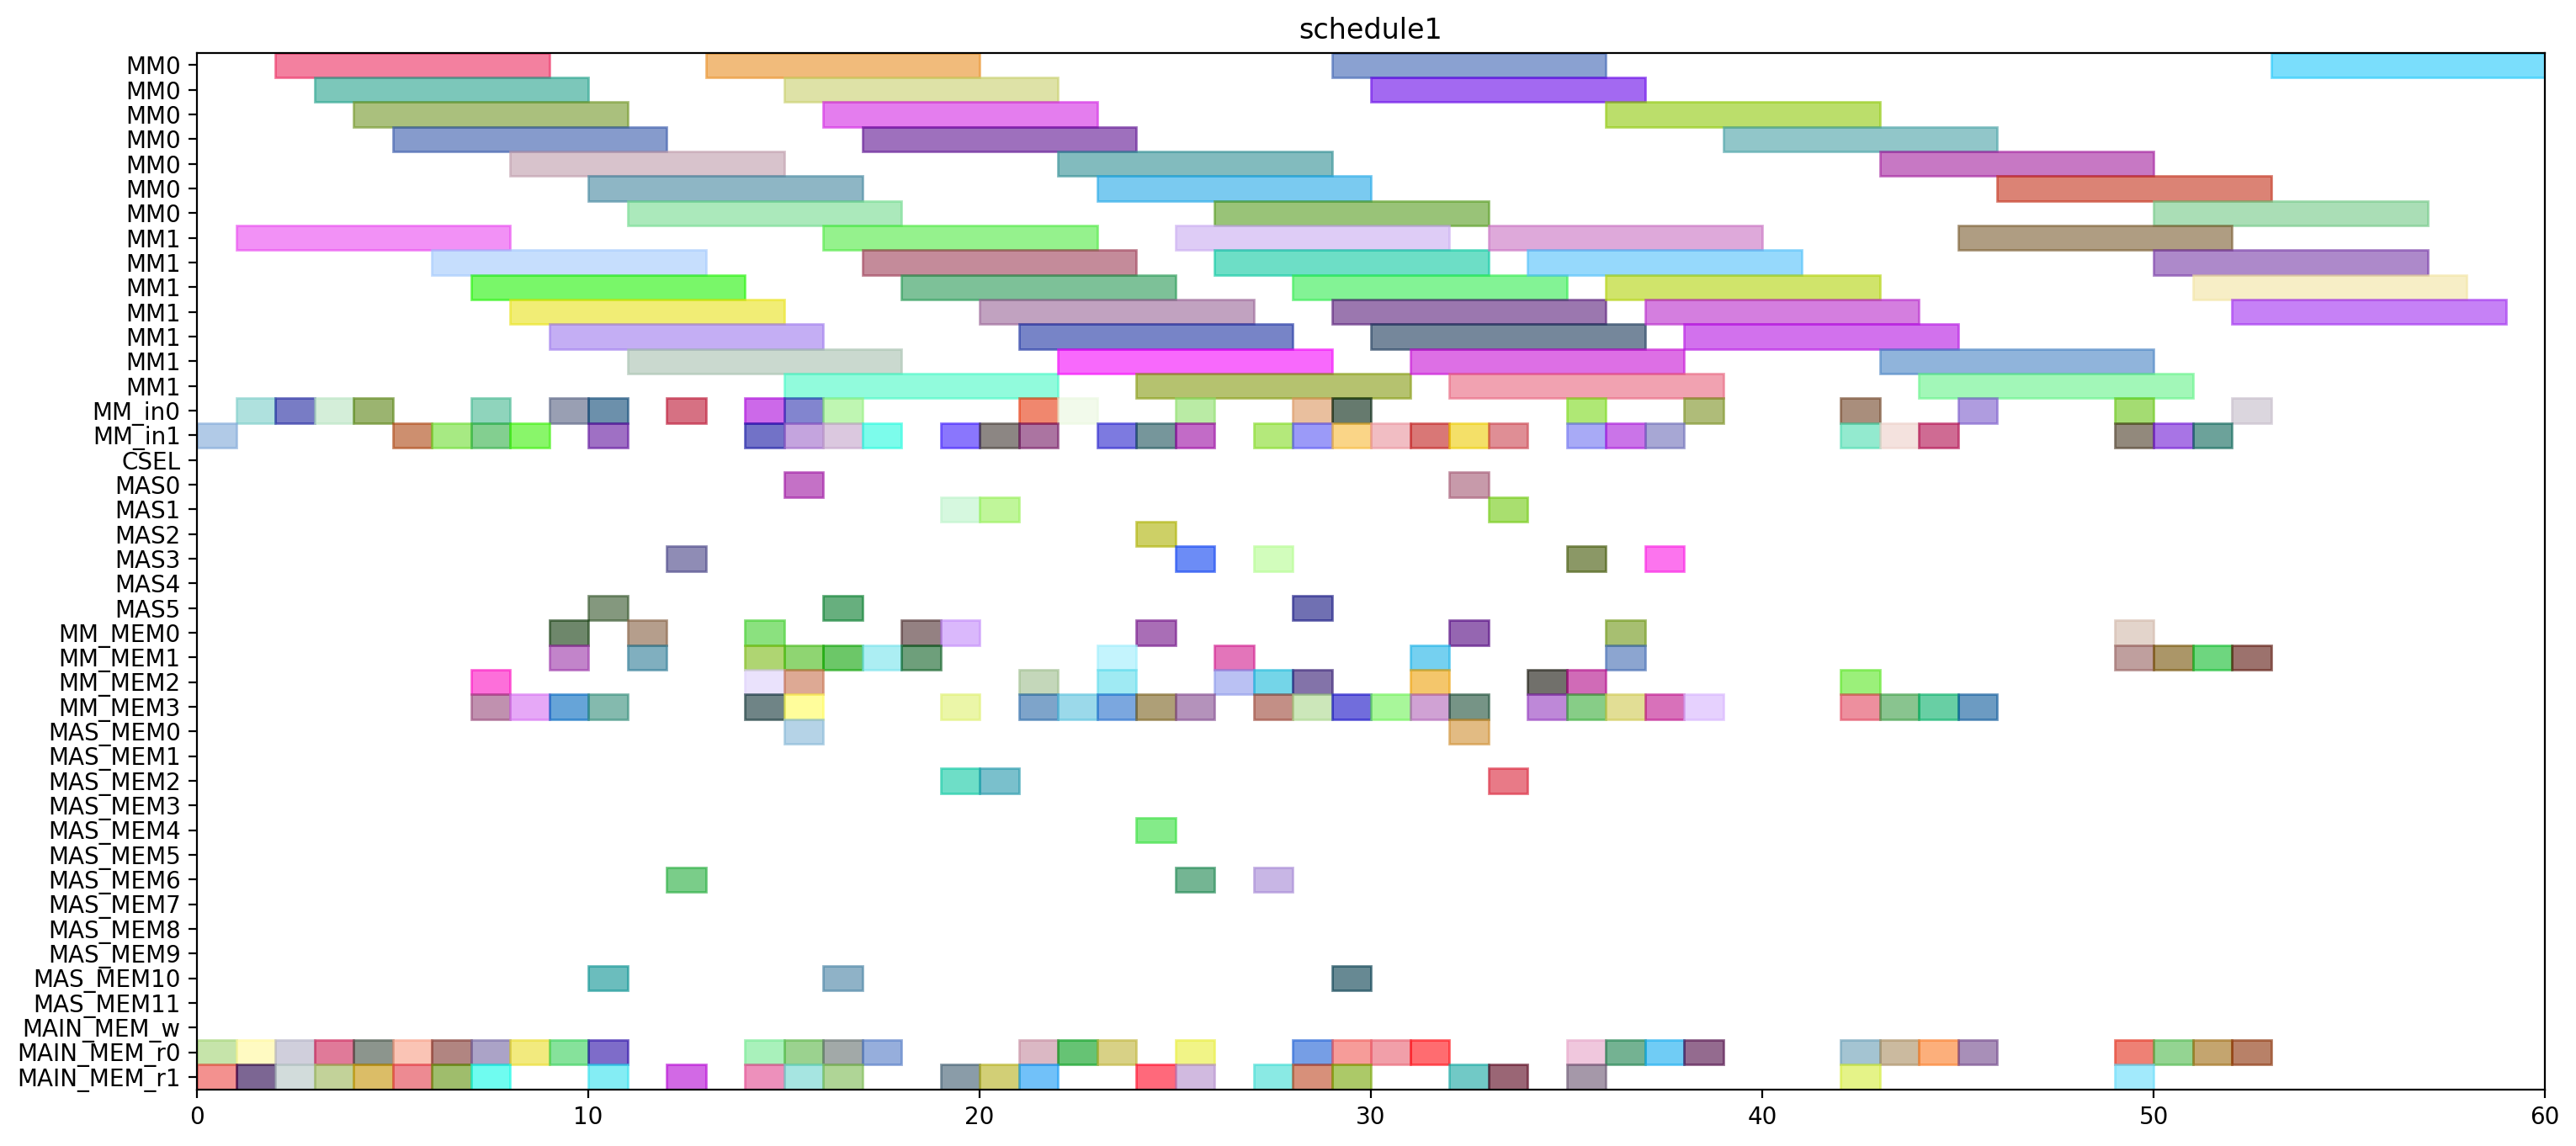 schedule1
MM0
MM0
MM0
MM0
MM0
MM0
MM0
MM1
MM1
MM1
MM1
MM1
MM1
MM1
MM_in0
MM_in1
CSEL
MAS0
MAS1
MAS2
MAS3
MAS4
MAS5
MM_MEM0
MM_MEM1
MM_MEM2
MM_MEM3
MAS_MEM0
MAS_MEM1
MAS_MEM2
MAS_MEM3
MAS_MEM4
MAS_MEM5
MAS_MEM6
MAS_MEM7
MAS_MEM8
MAS_MEM9
MAS_MEM10
MAS_MEM11
MAIN_MEM_w
MAIN_MEM_r0
MAIN_MEM_r1
0 10 20 30 40 50 60